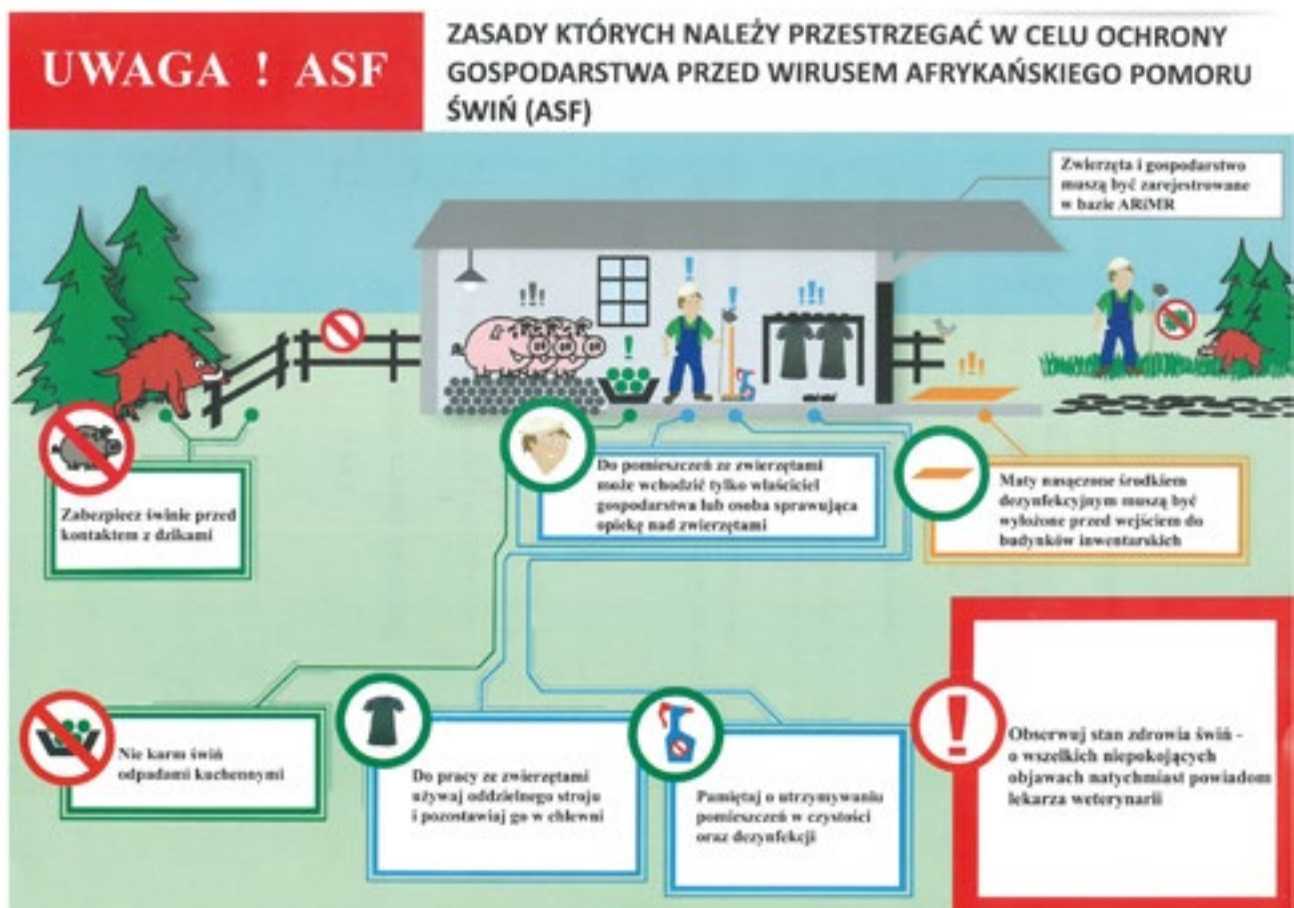 UWAGA ! ASF
ZASADY KTÓRYCH NALEŻY PRZESTRZEGAĆ W CELU OCHRONY
GOSPODARSTWA PRZED WIRUSEM AFRYKAŃSKIEGO POMORU
ŚWIŃ (ASF)
Zwierzęta i gospodarstwo
muszą być zarejestrowane
w bazie ARiMR
Zabezpiecz świnie przed
kontaktem z dzikami
Do pomieszczeń ze zwierzętami
może wchodzić tylko właściciel
gospodarstwa lub osoba sprawująca
opiekę nad zwierzętami
Maty nasączone środkiem
dezynfekcyjnym muszą być
wyłożone przed wejściem do
budynków inwentarskich
Nie karm świń
odpadami kuchennymi
Do pracy ze zwierzętami
używaj oddzielnego stroju
i pozostawiaj go w chlewni
Pamiętaj o utrzymywaniu
pomieszczeń w czystości
oraz dezynfekcji
Obserwuj stan zdrowia świń -
o wszelkich niepokojących
objawach natychmiast powiadom
lekarza weterynarii